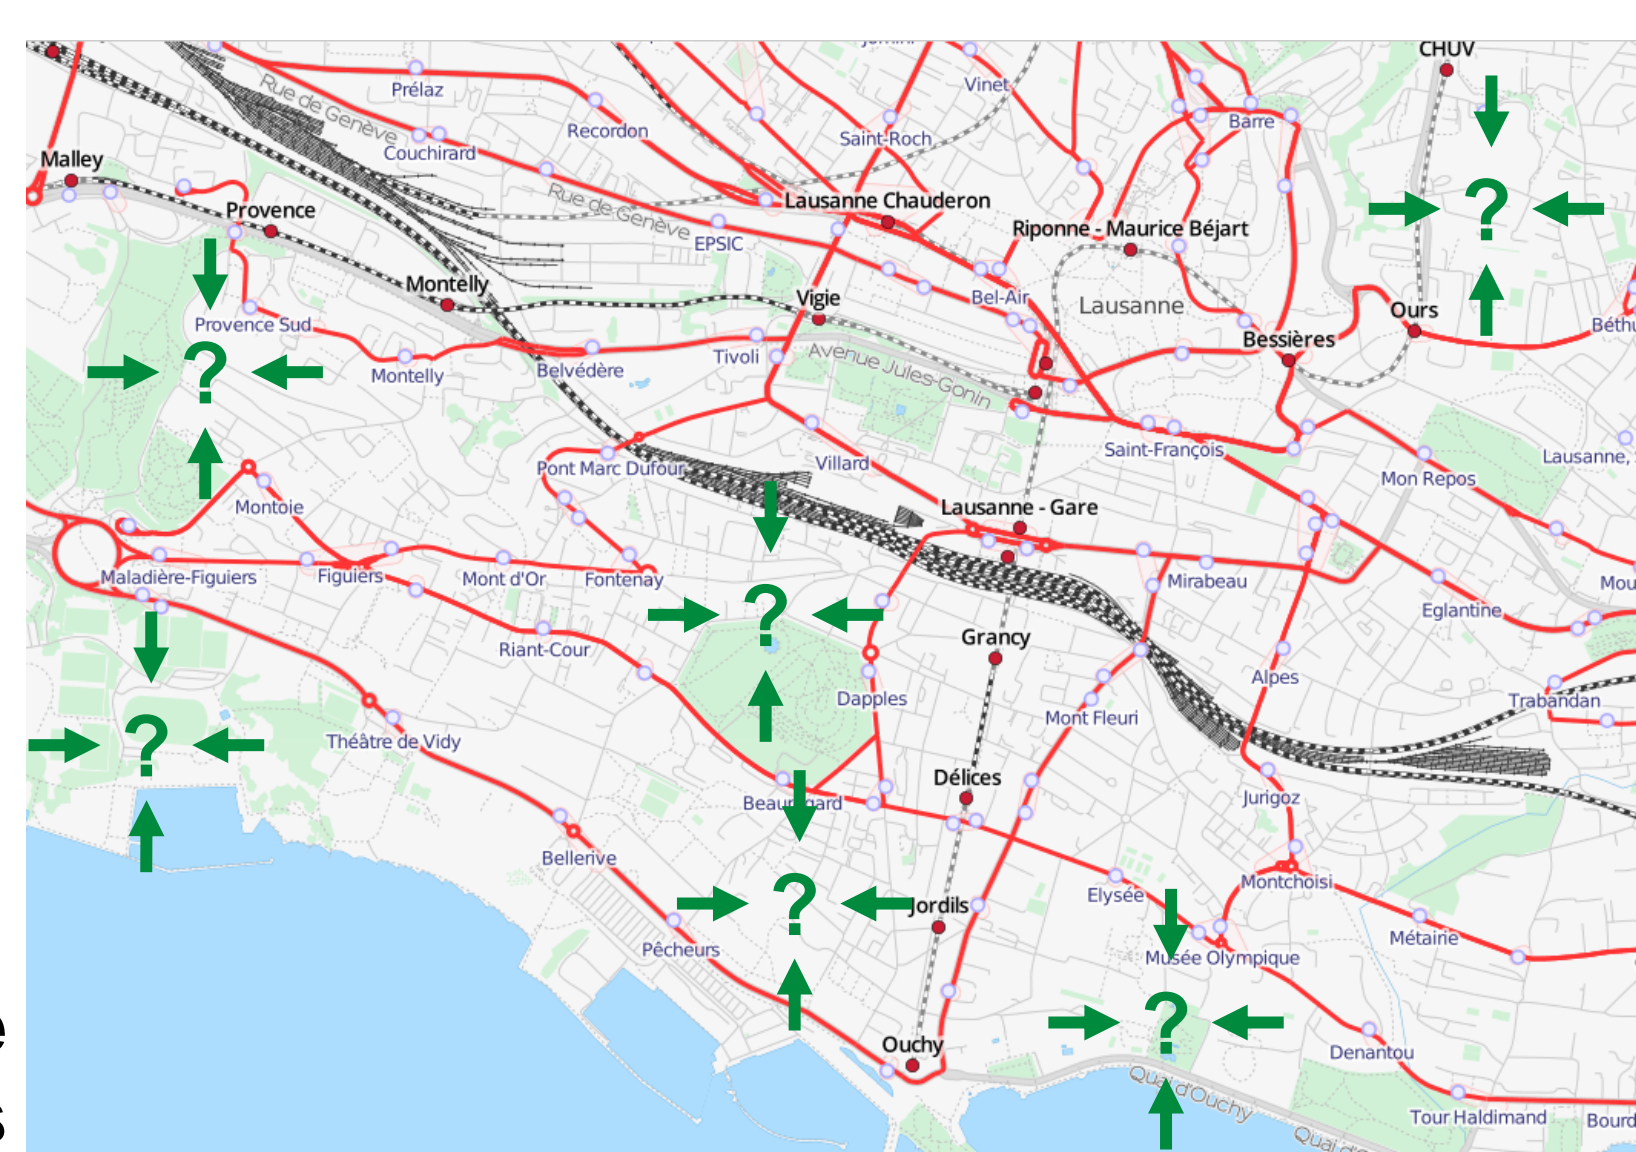 CHUV
Vinet
Prélaz
Rue de Genève
Recordon
Saint-Roch
Barre
Couchirard
Malley
Rue de Genève
Lausanne Chauderon
Provence
Riponne - Maurice Béjart
?
EPSIC
Montelly
Vigie
Bel-Air
Lausanne
Ours
Provence Sud
Bessières
Tivoli
Avenue Jules-Gonin
?
Montelly
Belvédère
Saint-François
Pont Marc Dufour
Villard
Mon Repos
Lausanne,
Montoie
Lausanne - Gare
Maladière-Figuiers
Figuiers
Mont d'Or
Fontenay
Mirabeau
Eglantine
?
Grancy
Riant-Cour
Alpes
Dapples
Mont Fleuri
Trabandan
?
Théâtre de Vidy
Délices
Jurigoz
Beauregard
Bellerive
Montchoisi
Elysée
?
Jordils
Métairie
Pêcheurs
Musée Olympique
?
Ouchy
Denantou
Quai d'Ouchy
Tour Haldimand
e
s